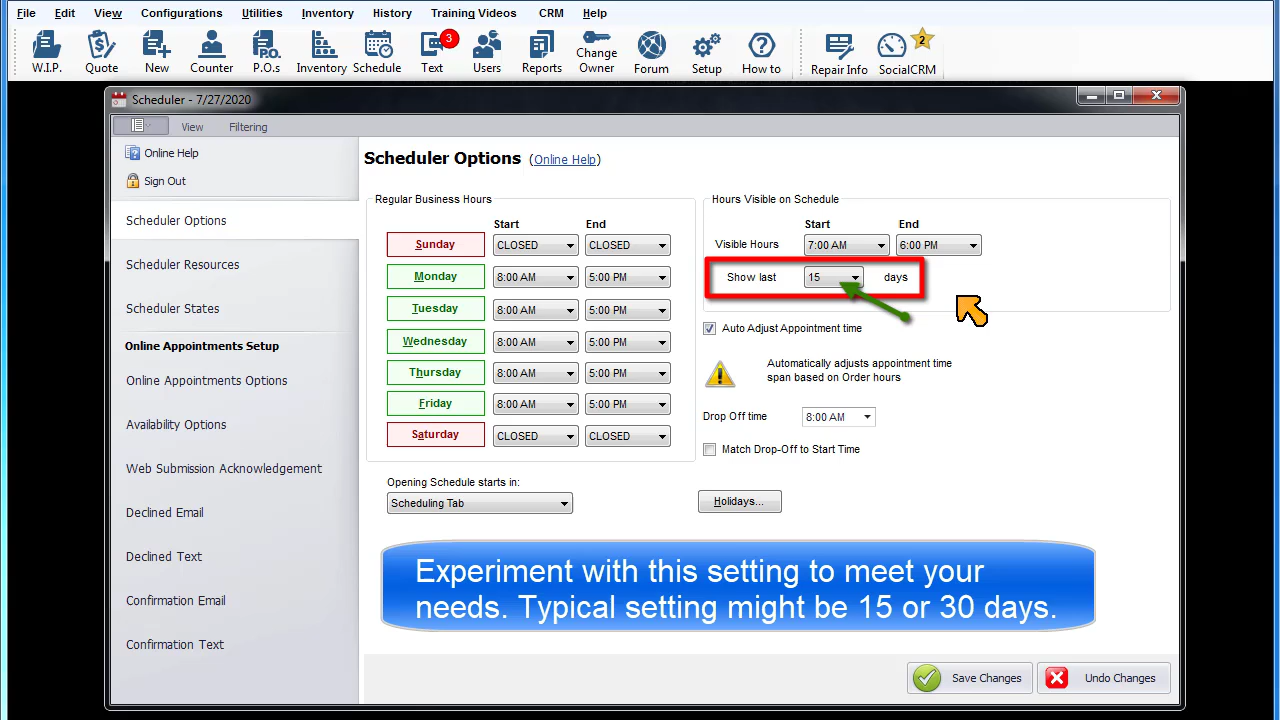 File Edit View Configurations Utilities Inventory History Training Videos CRM Help
W.I.P. Quote New Counter P.O.s Inventory Schedule Text 3 Users Reports Change Owner Forum Setup How to Repair Info SocialCRM 2
Scheduler - 7/27/2020
View Filtering
Online Help
Sign Out
Scheduler Options
Scheduler Resources
Scheduler States
Online Appointments Setup
Online Appointments Options
Availability Options
Web Submission Acknowledgement
Declined Email
Declined Text
Confirmation Email
Confirmation Text
Scheduler Options (Online Help)
Regular Business Hours
Start End
Sunday CLOSED CLOSED
Monday 8:00 AM 5:00 PM
Tuesday 8:00 AM 5:00 PM
Wednesday 8:00 AM 5:00 PM
Thursday 8:00 AM 5:00 PM
Friday 8:00 AM 5:00 PM
Saturday CLOSED CLOSED
Hours Visible on Schedule
Start End
Visible Hours 7:00 AM 6:00 PM
Show last 15 days
Auto Adjust Appointment time
Automatically adjusts appointment time
span based on Order hours
Drop Off time 8:00 AM
Match Drop-Off to Start Time
Opening Schedule starts in:
Scheduling Tab
Holidays...
Experiment with this setting to meet your
needs. Typical setting might be 15 or 30 days.
Save Changes Undo Changes